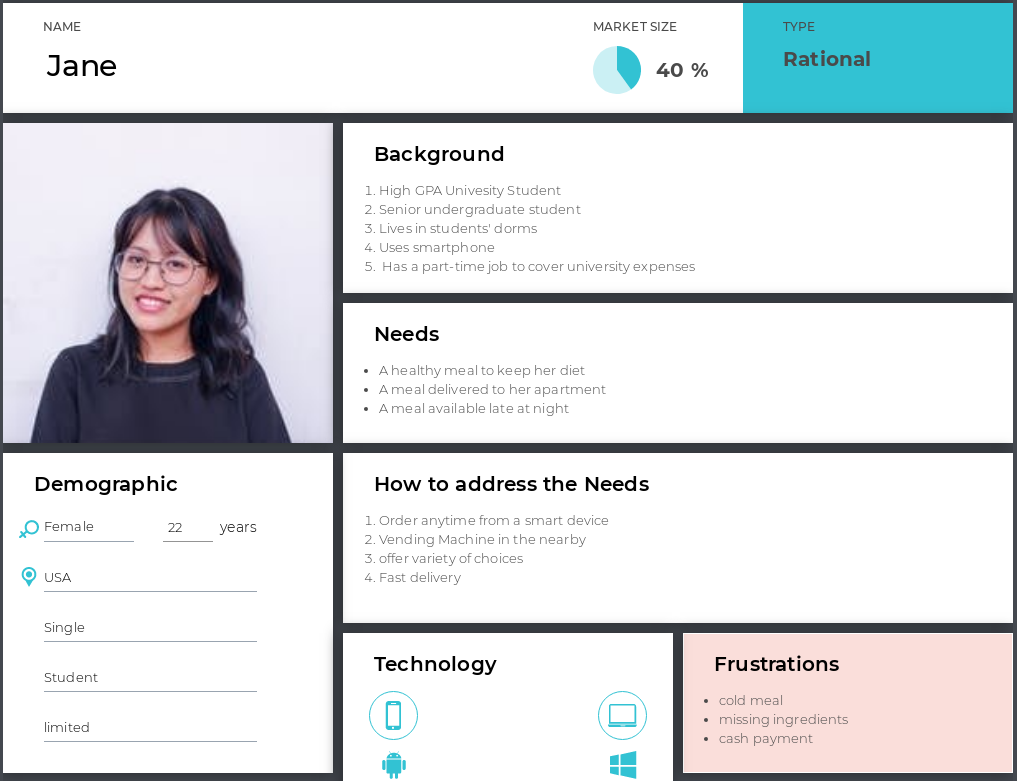 NAME
Jane
MARKET SIZE
40 %
TYPE
Rational
Background
1. High GPA Univesity Student
2. Senior undergraduate student
3. Lives in students' dorms
4. Uses smartphone
5. Has a part-time job to cover university expenses
Needs
• A healthy meal to keep her diet
• A meal delivered to her apartment
• A meal available late at night
Demographic
Female 22 years
USA
Single
Student
limited
How to address the Needs
1. Order anytime from a smart device
2. Vending Machine in the nearby
3. offer variety of choices
4. Fast delivery
Technology
Frustrations
• cold meal
• missing ingredients
• cash payment